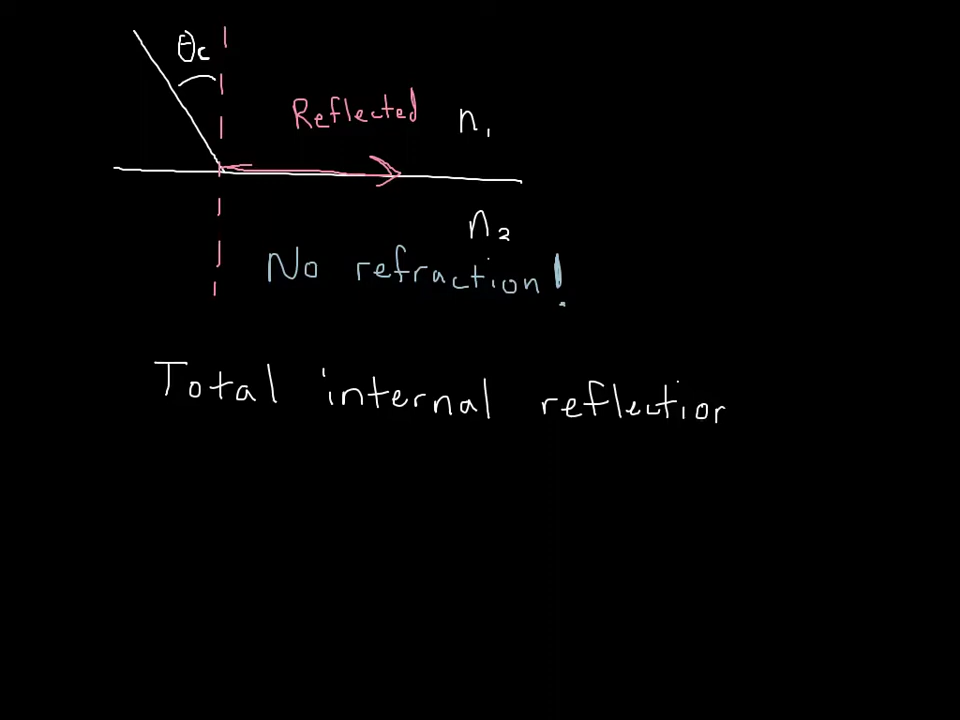 θc
Reflected n₁
n₂
No refraction!
Total internal reflection